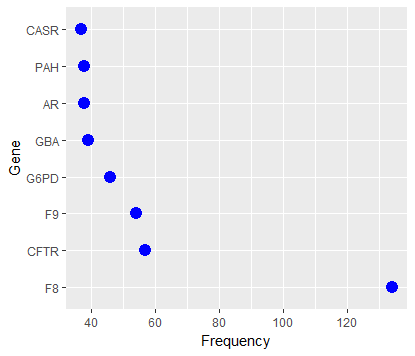 CASR
PAH
AR
GBA
G6PD
F9
CFTR
F8
Gene
40 60 80 100 120
Frequency